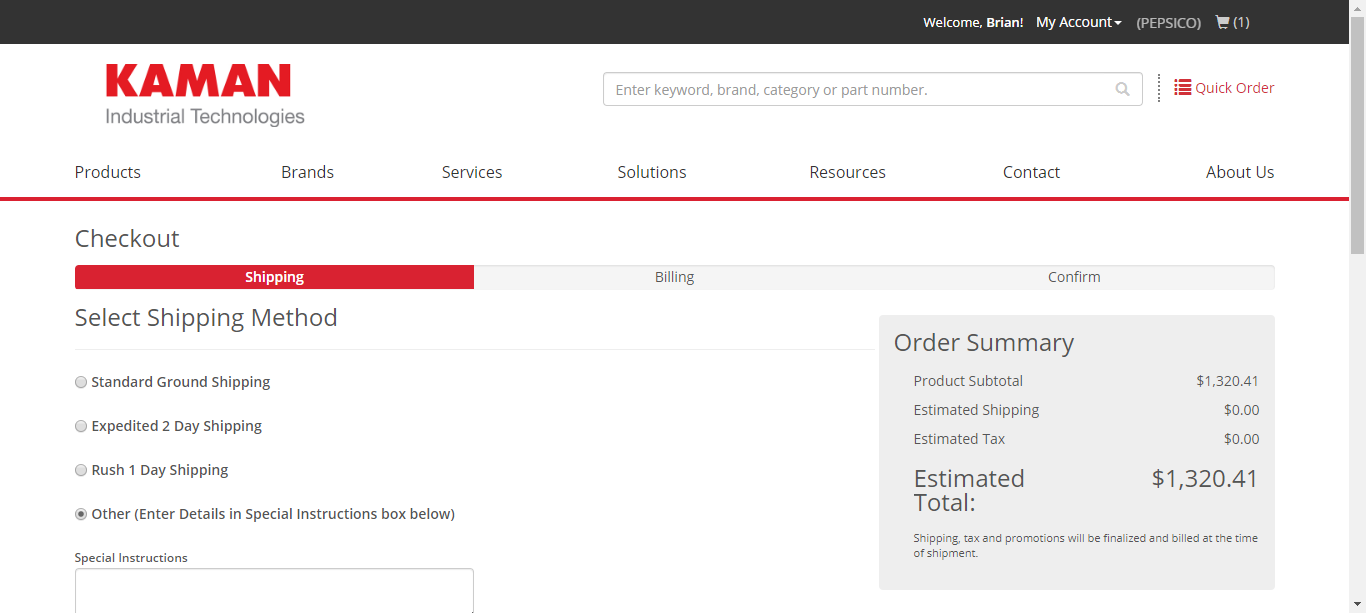 Welcome, Brian! My Account (PEPSICO) (1)
KAMAN
Industrial Technologies
Enter keyword, brand, category or part number.
Quick Order
Products Brands Services Solutions Resources Contact About Us
Checkout
Shipping Billing Confirm
Select Shipping Method
Standard Ground Shipping
Expedited 2 Day Shipping
Rush 1 Day Shipping
Other (Enter Details in Special Instructions box below)
Special Instructions
Order Summary
Product Subtotal $1,320.41
Estimated Shipping $0.00
Estimated Tax $0.00
Estimated $1,320.41
Total:
Shipping, tax and promotions will be finalized and billed at the time
of shipment.